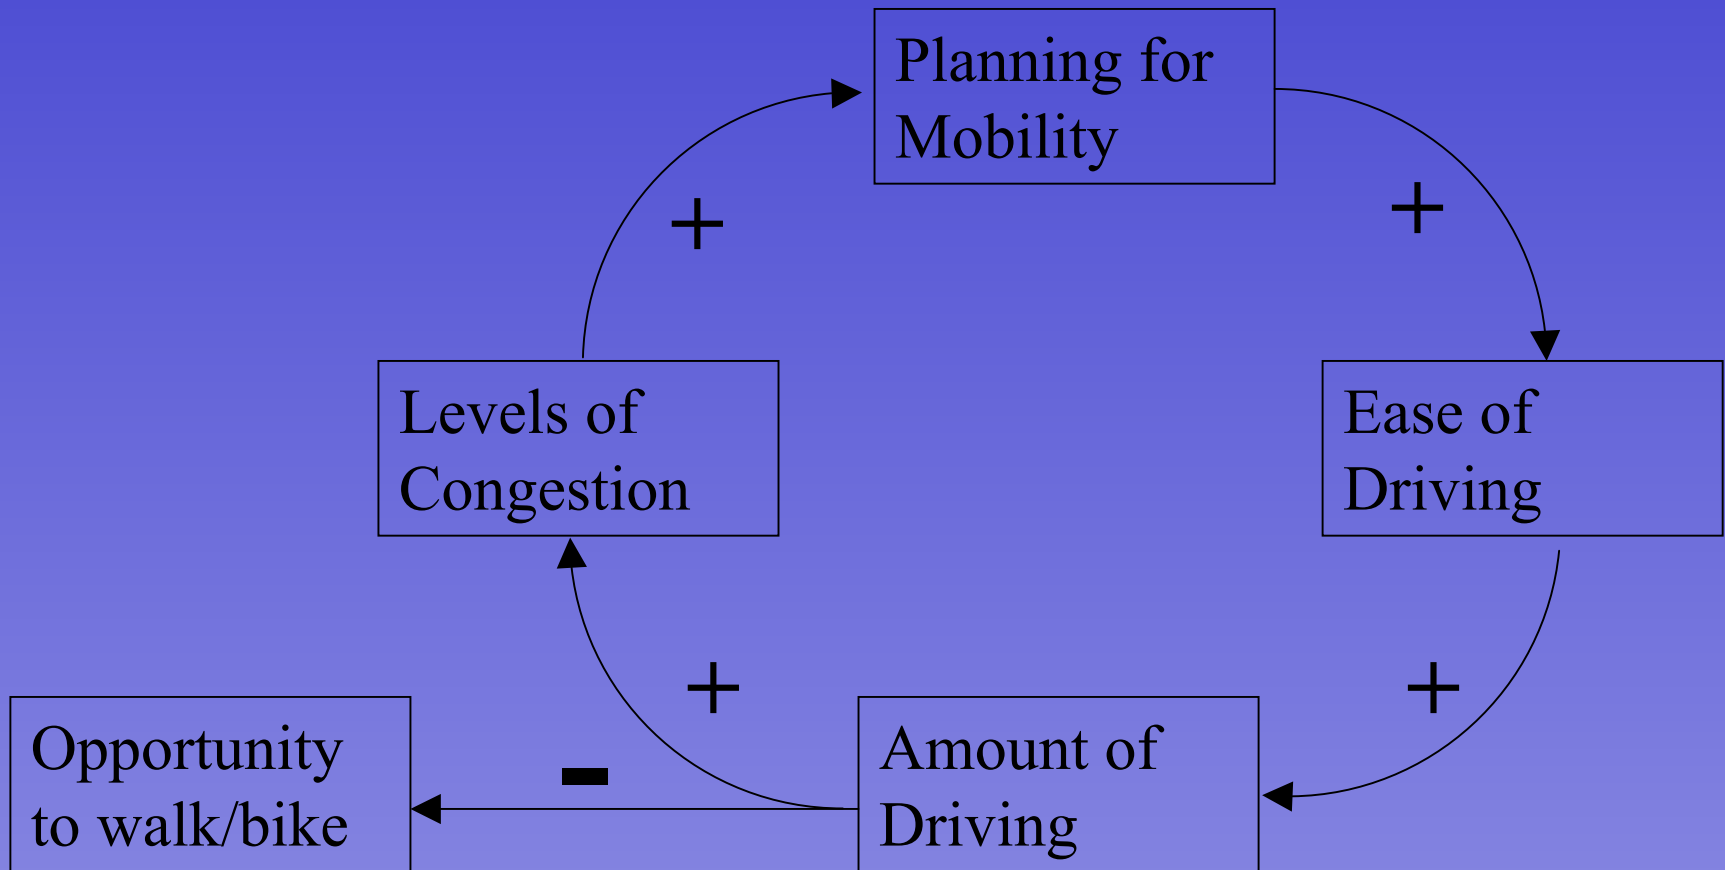 Planning for
Mobility
+
+
Levels of
Congestion
Ease of
Driving
+
+
-
Opportunity
to walk/bike
Amount of
Driving